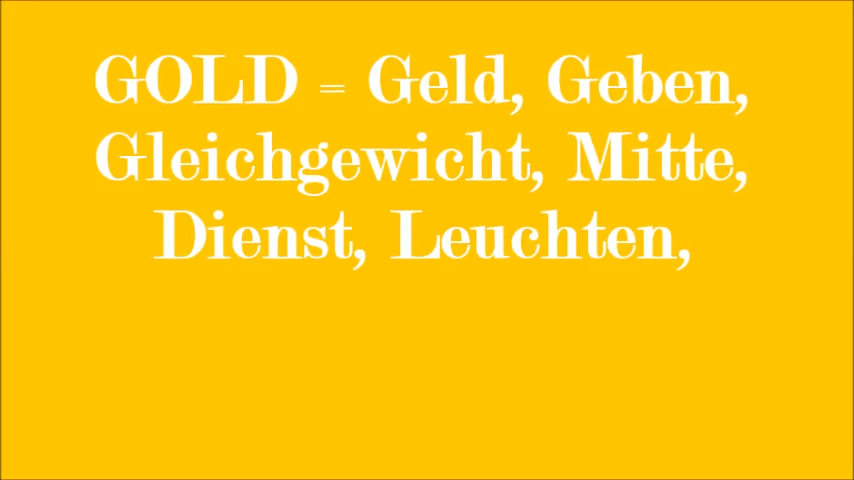 GOLD = Geld, Geben,
Gleichgewicht, Mitte,
Dienst, Leuchten,